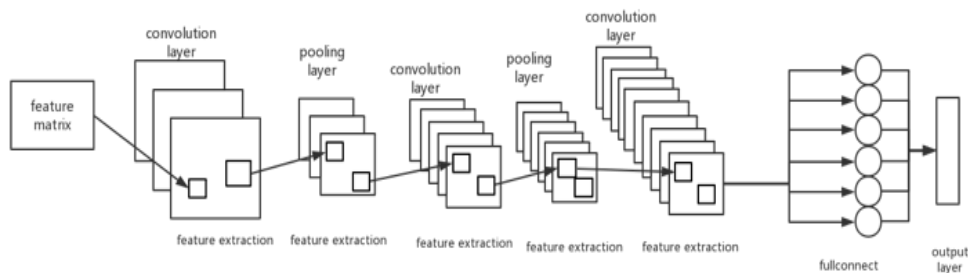 convolution
layer
pooling
layer
convolution
layer
pooling
layer
convolution
layer
feature
matrix
feature extraction
feature extraction
feature extraction
feature extraction
feature extraction
fullconnect
output
layer